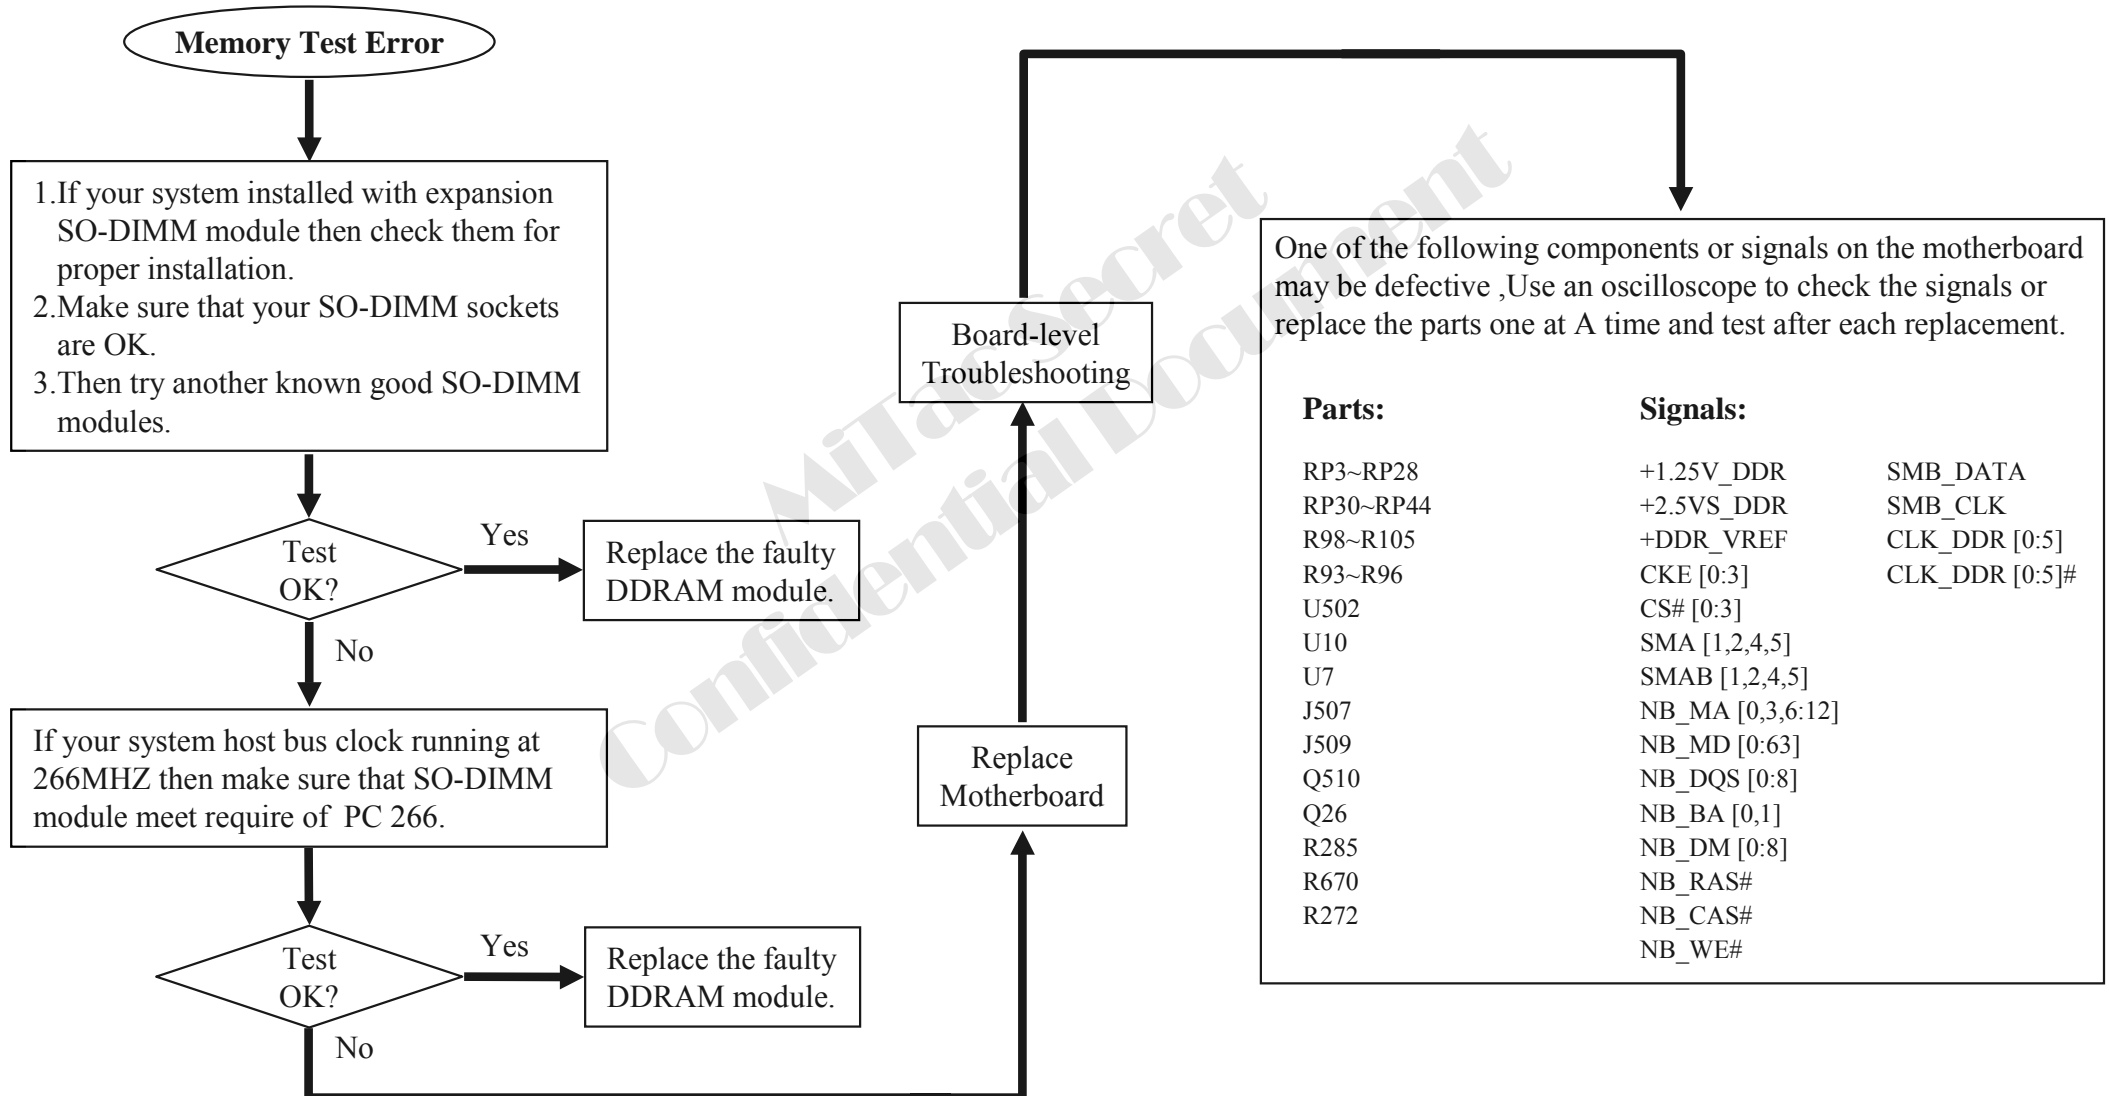 Memory Test Error
1.If your system installed with expansion
SO-DIMM module then check them for
proper installation.
2.Make sure that your SO-DIMM sockets
are OK.
3.Then try another known good SO-DIMM
modules.
Test
OK?
Yes
Replace the faulty
DDRAM module.
No
If your system host bus clock running at
266MHZ then make sure that SO-DIMM
module meet require of PC 266.
Test
OK?
Yes
Replace the faulty
DDRAM module.
No
Replace
Motherboard
Board-level
Troubleshooting
One of the following components or signals on the motherboard
may be defective ,Use an oscilloscope to check the signals or
replace the parts one at A time and test after each replacement.
Parts:
RP3~RP28
RP30~RP44
R98~R105
R93~R96
U502
U10
U7
J507
J509
Q510
Q26
R285
R670
R272
Signals:
+1.25V_DDR
+2.5VS_DDR
+DDR_VREF
CKE [0:3]
CS# [0:3]
SMA [1,2,4,5]
SMAB [1,2,4,5]
NB_MA [0,3,6:12]
NB_MD [0:63]
NB_DQS [0:8]
NB_BA [0,1]
NB_DM [0:8]
NB_RAS#
NB_CAS#
NB_WE#
SMB_DATA
SMB_CLK
CLK_DDR [0:5]
CLK_DDR [0:5]#
MiTac Secret
Confidential Document